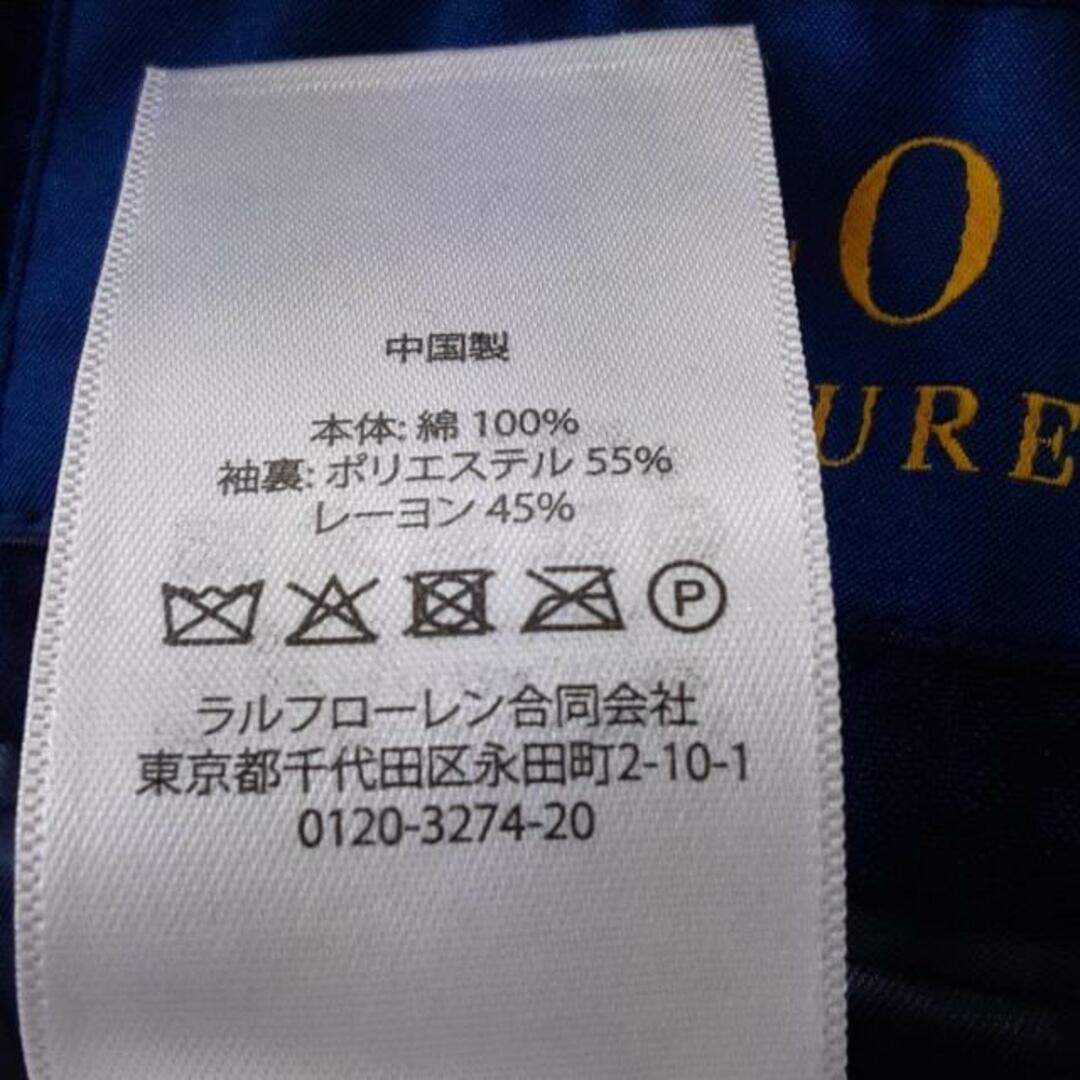 中国製
本体: 綿 100%
袖裏: ポリエステル 55%
レーヨン 45%
P
ラルフローレン合同会社
東京都千代田区永田町2-10-1
0120-3274-20
O
URE